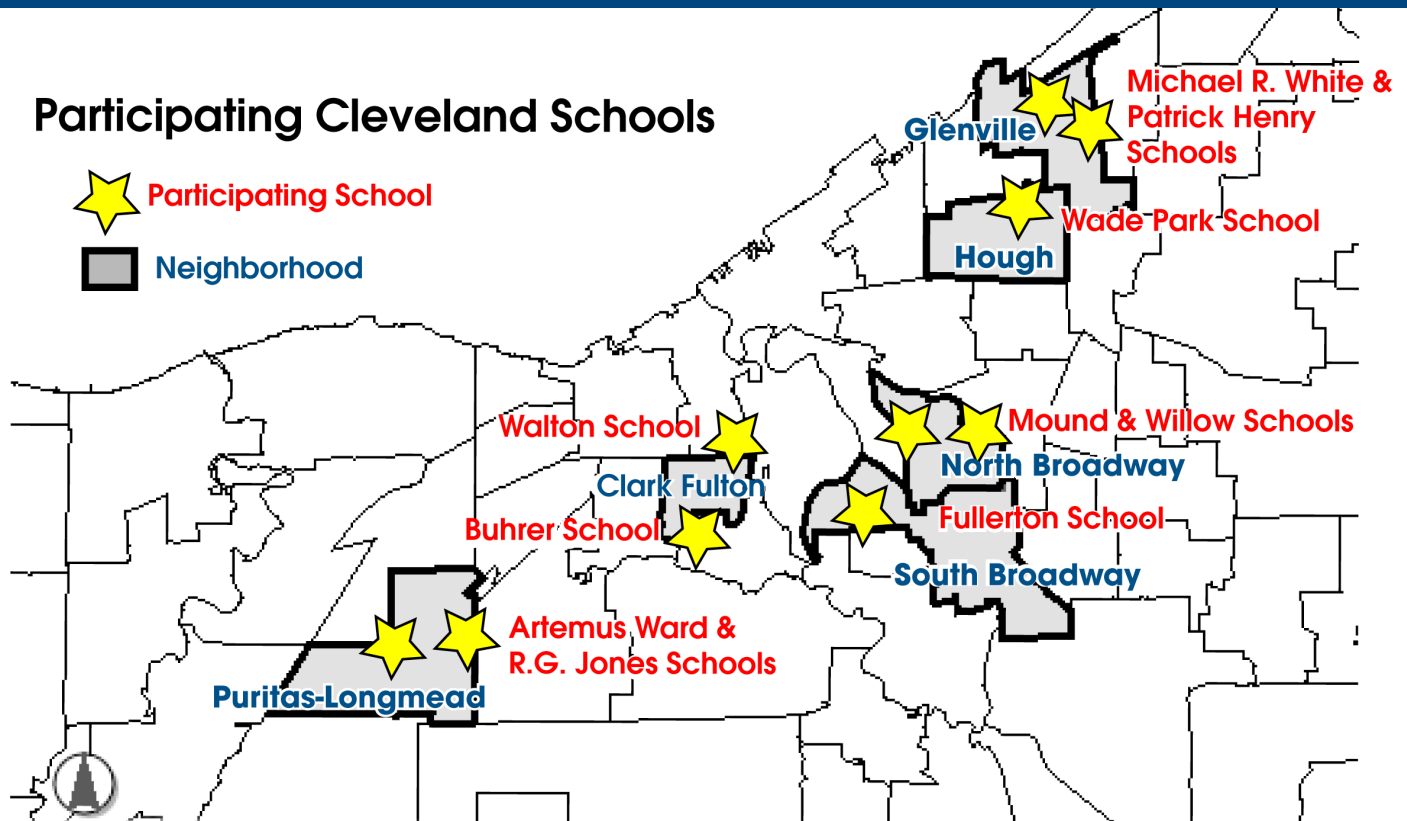 Participating Cleveland Schools
Participating School
Neighborhood
Michael R. White &
Patrick Henry
Schools
Glenville
Wade Park School
Hough
Walton School
Mound & Willow Schools
North Broadway
Clark Fulton
Fullerton School
Buhrer School
South Broadway
Artemus Ward &
R.G. Jones Schools
Puritas-Longmead